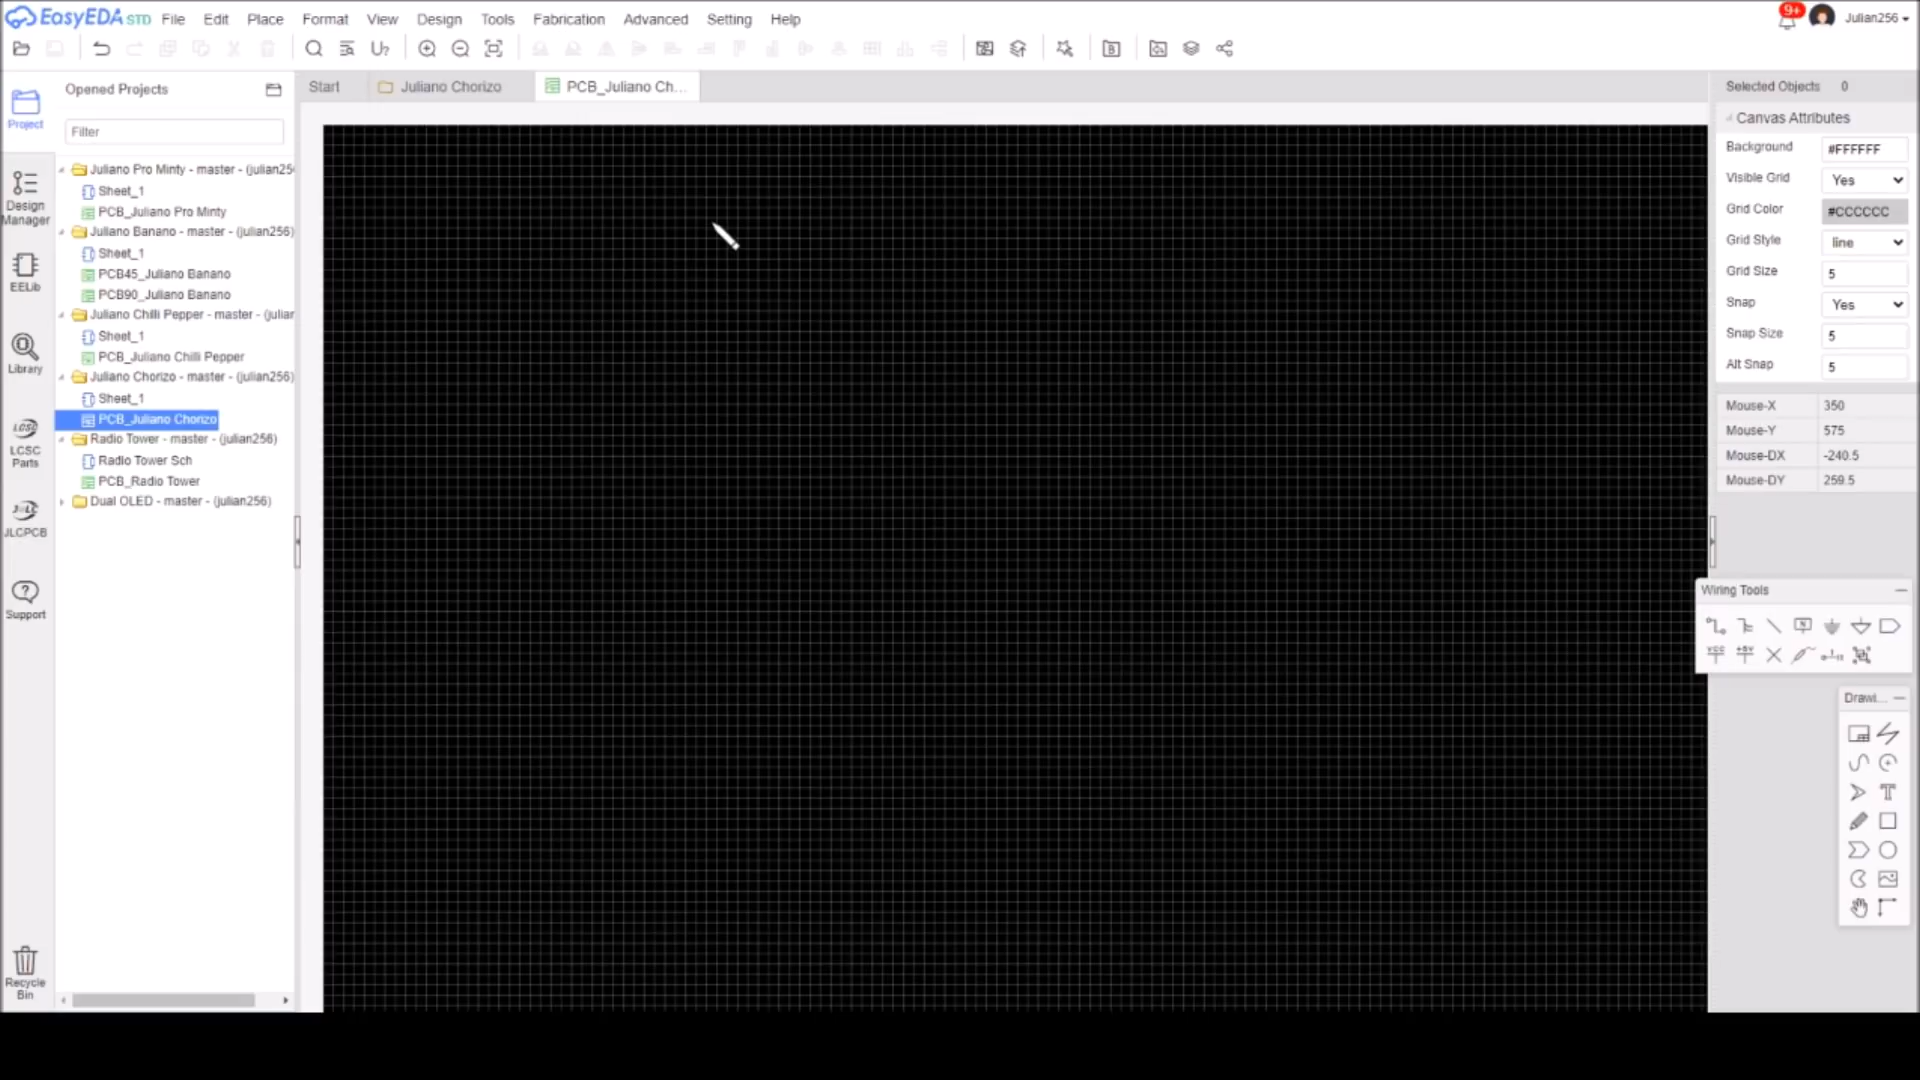 EasyEDA STD File Edit Place Format View Design Tools Fabrication Advanced Setting Help 9+ Julian256
Project
Design Manager
EELib
Library
LCSC
LCSC Parts
JLCPCB
Support
Recycle Bin
Opened Projects
Filter
Juliano Pro Minty - master - (julian25
Sheet_1
PCB_Juliano Pro Minty
Juliano Banano - master - (julian256)
Sheet_1
PCB45_Juliano Banano
PCB90_Juliano Banano
Juliano Chilli Pepper - master - (julian
Sheet_1
PCB_Juliano Chilli Pepper
Juliano Chorizo - master - (julian256)
Sheet_1
PCB_Juliano Chorizo
Radio Tower - master - (julian256)
Radio Tower Sch
PCB_Radio Tower
Dual OLED - master - (julian256)
Start Juliano Chorizo PCB_Juliano Ch...
Selected Objects 0
Canvas Attributes
Background #FFFFFF
Visible Grid Yes
Grid Color #CCCCCC
Grid Style line
Grid Size 5
Snap Yes
Snap Size 5
Alt Snap 5
Mouse-X 350
Mouse-Y 575
Mouse-DX -240.5
Mouse-DY 259.5
Wiring Tools
VCC +5V
Drawi...